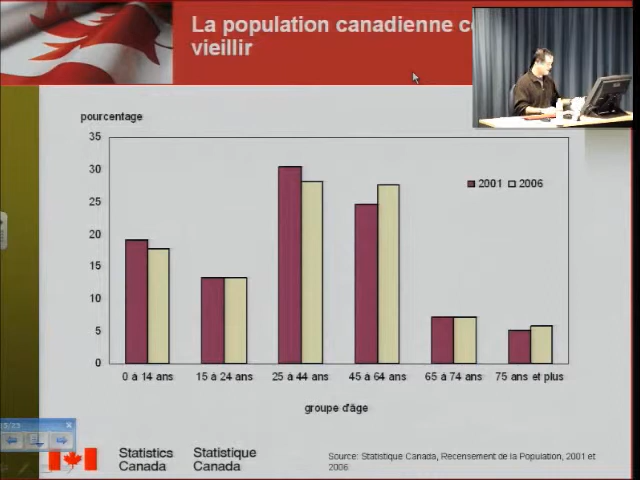 La population canadienne
vieillir
pourcentage
35
30
25
20
15
10
5
0
2001 2006
0 à 14 ans 15 à 24 ans 25 à 44 ans 45 à 64 ans 65 à 74 ans 75 ans et plus
groupe d'âge
Statistics Statistique
Canada Canada
Source: Statistique Canada, Recensement de la Population, 2001 et
2006